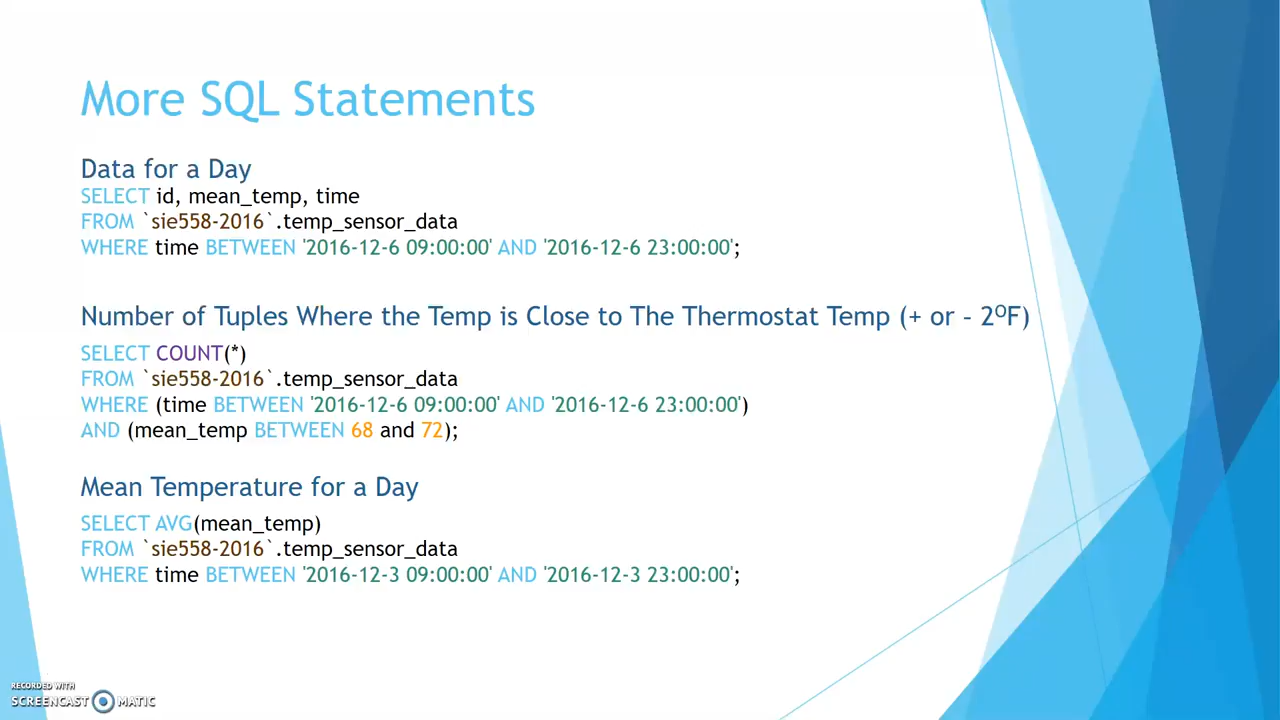 More SQL Statements
Data for a Day
SELECT id, mean_temp, time
FROM `sie558-2016`.temp_sensor_data
WHERE time BETWEEN '2016-12-6 09:00:00' AND '2016-12-6 23:00:00';
Number of Tuples Where the Temp is Close to The Thermostat Temp (+ or – 2ᴼF)
SELECT COUNT(*)
FROM `sie558-2016`.temp_sensor_data
WHERE (time BETWEEN '2016-12-6 09:00:00' AND '2016-12-6 23:00:00')
AND (mean_temp BETWEEN 68 and 72);
Mean Temperature for a Day
SELECT AVG(mean_temp)
FROM `sie558-2016`.temp_sensor_data
WHERE time BETWEEN '2016-12-3 09:00:00' AND '2016-12-3 23:00:00';
RECORDED WITH
SCREENCAST MATIC